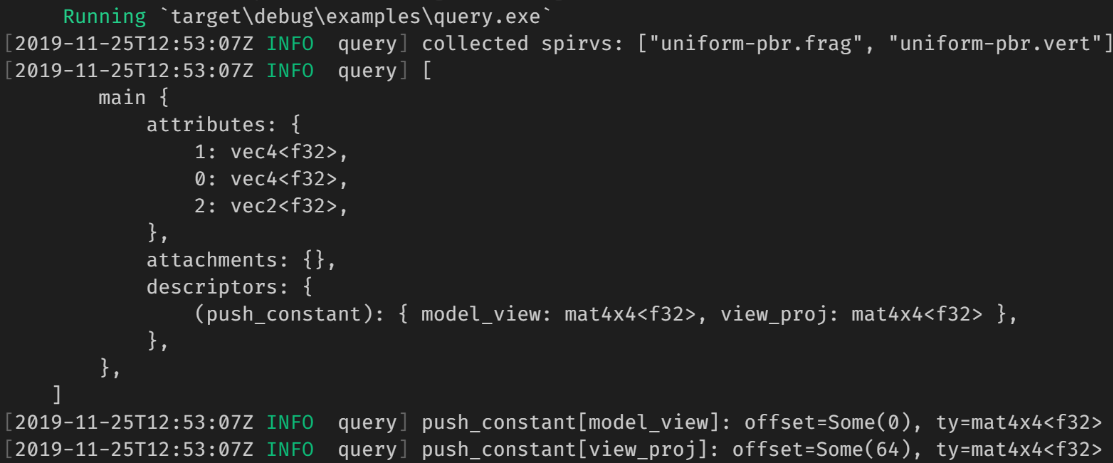 Running `target\debug\examples\query.exe`
[2019-11-25T12:53:07Z INFO  query] collected spirvs: ["uniform-pbr.frag", "uniform-pbr.vert"]
[2019-11-25T12:53:07Z INFO  query] [
        main {
            attributes: {
                1: vec4<f32>,
                0: vec4<f32>,
                2: vec2<f32>,
            },
            attachments: {},
            descriptors: {
                (push_constant): { model_view: mat4x4<f32>, view_proj: mat4x4<f32> },
            },
        },
    ]
[2019-11-25T12:53:07Z INFO  query] push_constant[model_view]: offset=Some(0), ty=mat4x4<f32>
[2019-11-25T12:53:07Z INFO  query] push_constant[view_proj]: offset=Some(64), ty=mat4x4<f32>